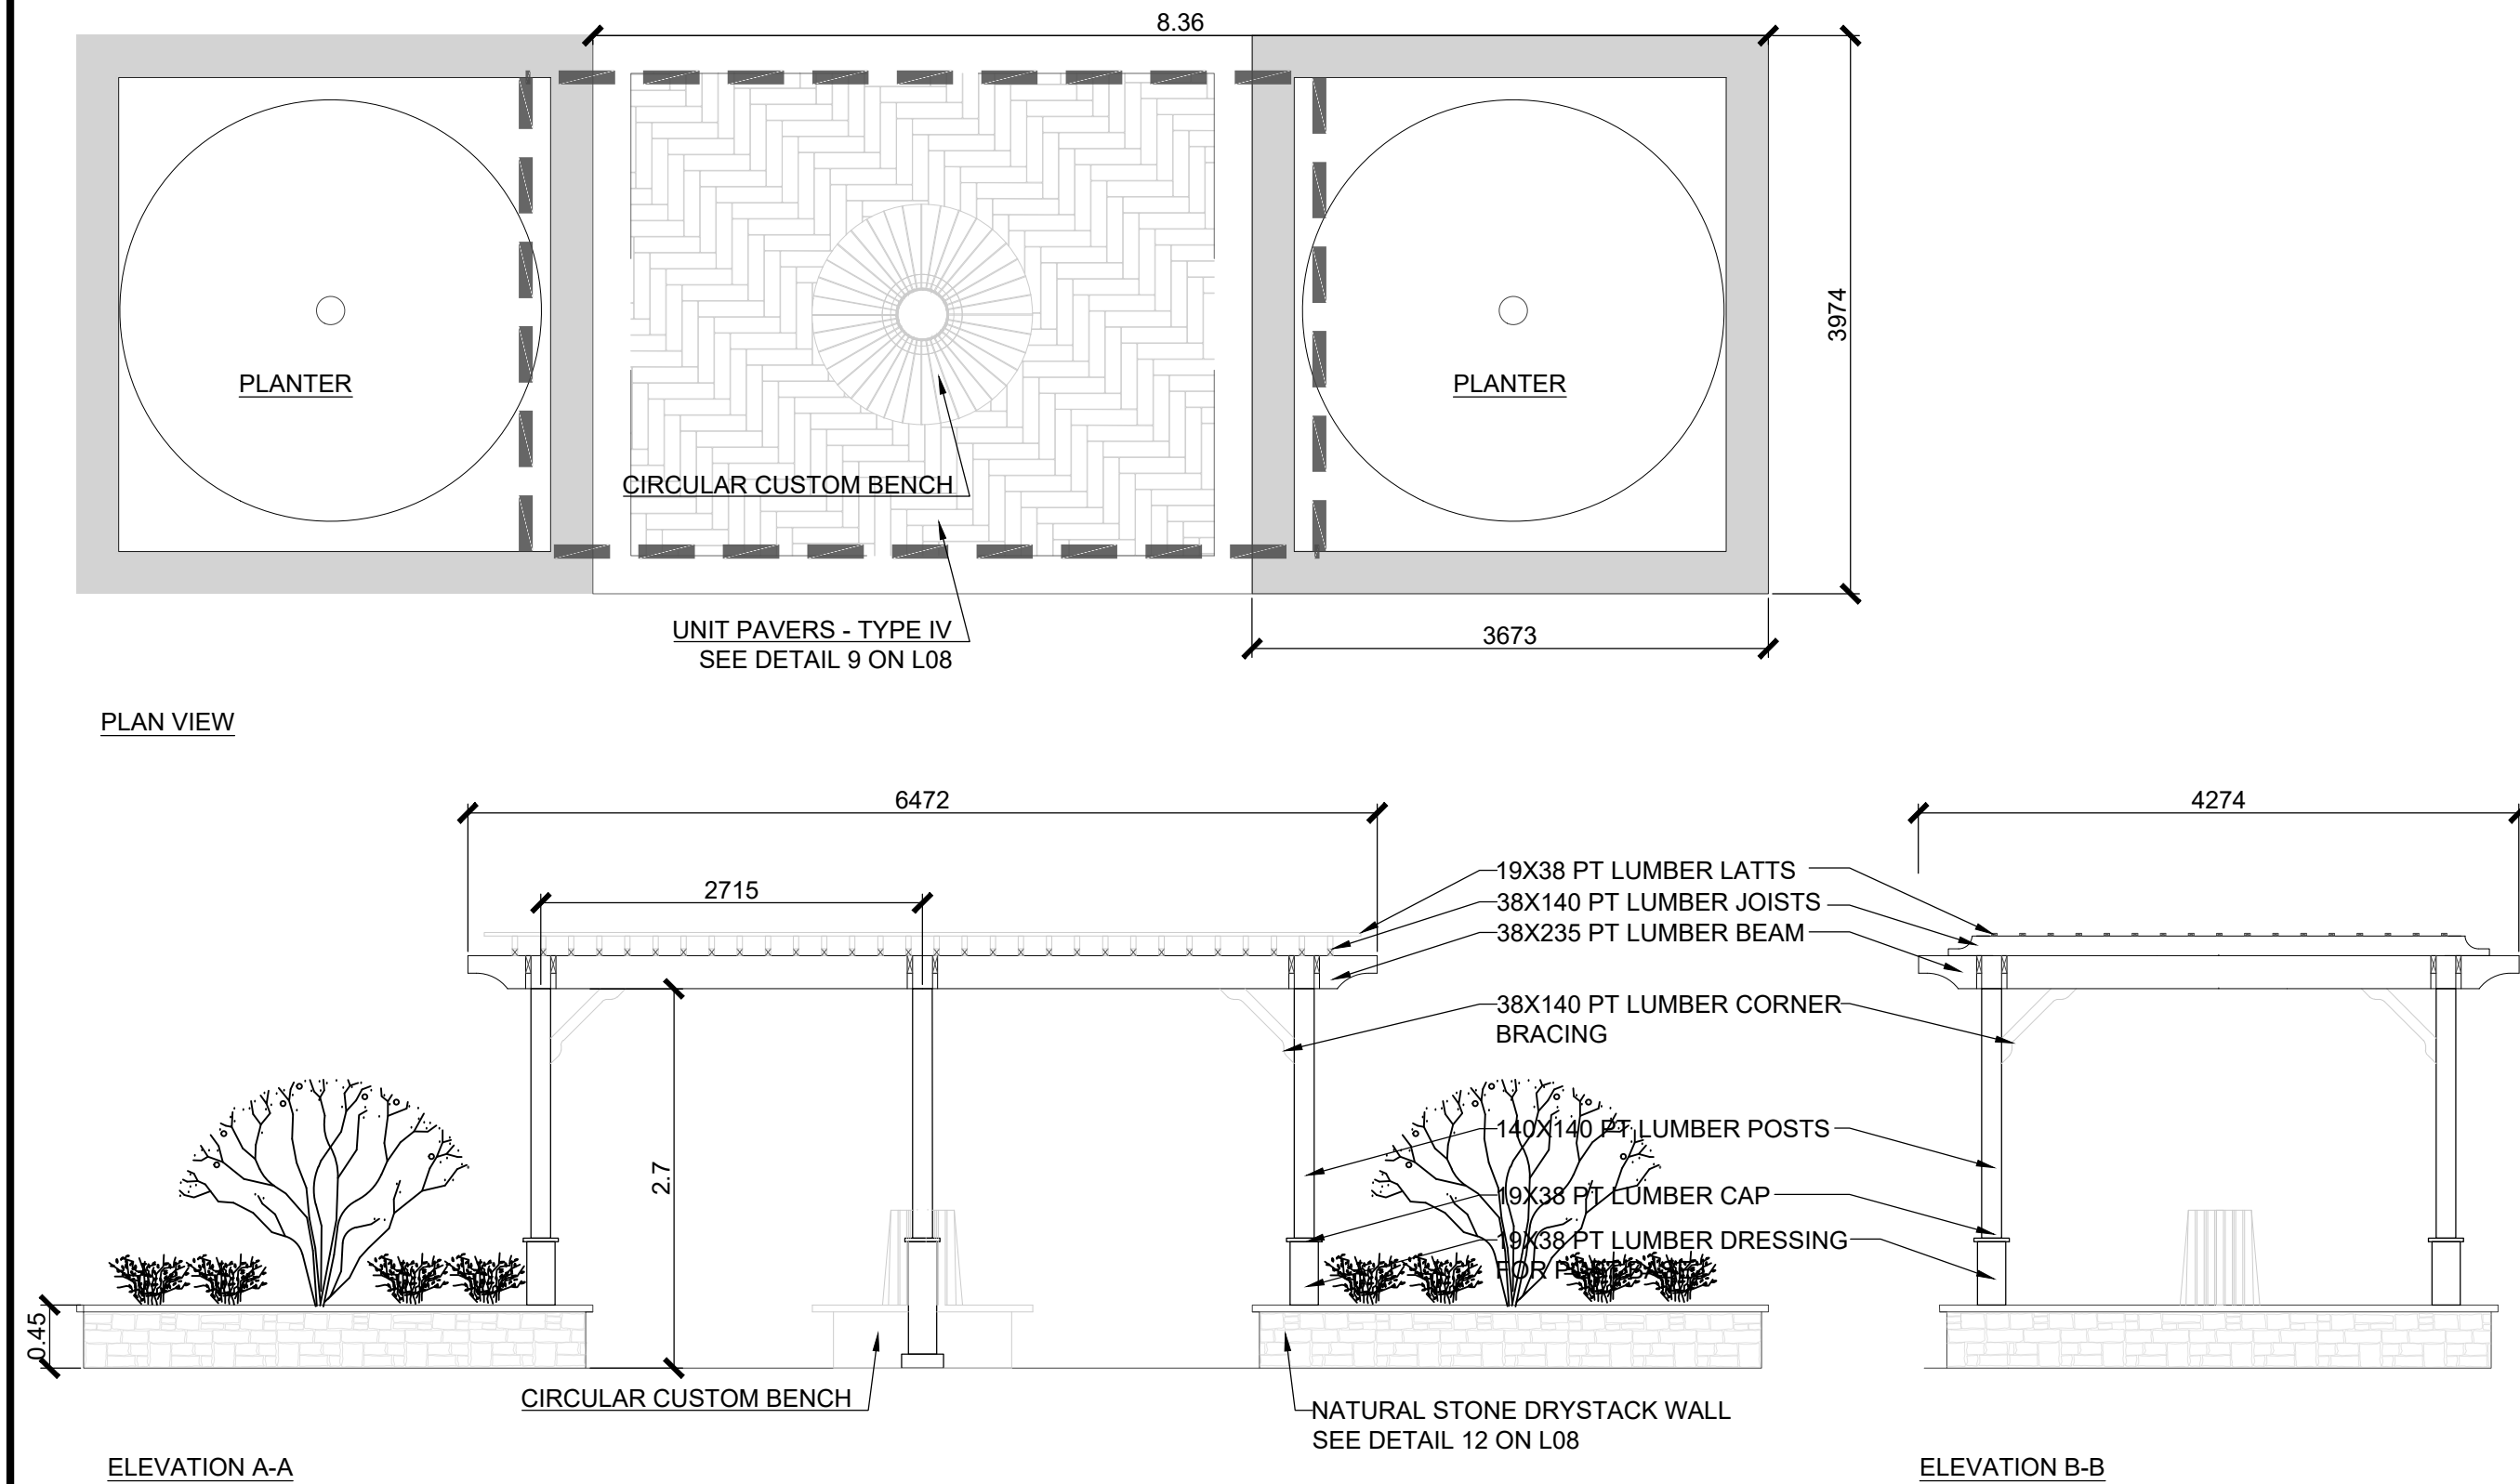 8.36
3974
PLANTER
PLANTER
CIRCULAR CUSTOM BENCH
UNIT PAVERS - TYPE IV
SEE DETAIL 9 ON L08
3673
PLAN VIEW
6472
4274
2715
19X38 PT LUMBER LATTS
38X140 PT LUMBER JOISTS
38X235 PT LUMBER BEAM
38X140 PT LUMBER CORNER
BRACING
2.7
140X140 PT LUMBER POSTS
19X38 PT LUMBER CAP
19X38 PT LUMBER DRESSING
FOR POST BASE
0.45
CIRCULAR CUSTOM BENCH
NATURAL STONE DRYSTACK WALL
SEE DETAIL 12 ON L08
ELEVATION A-A
ELEVATION B-B